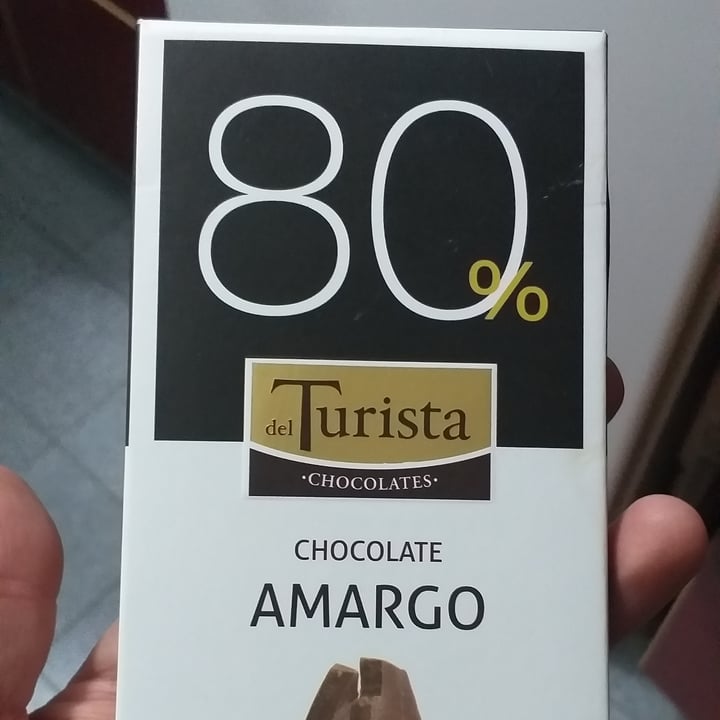 80%
del Turista
·CHOCOLATES·
CHOCOLATE
AMARGO